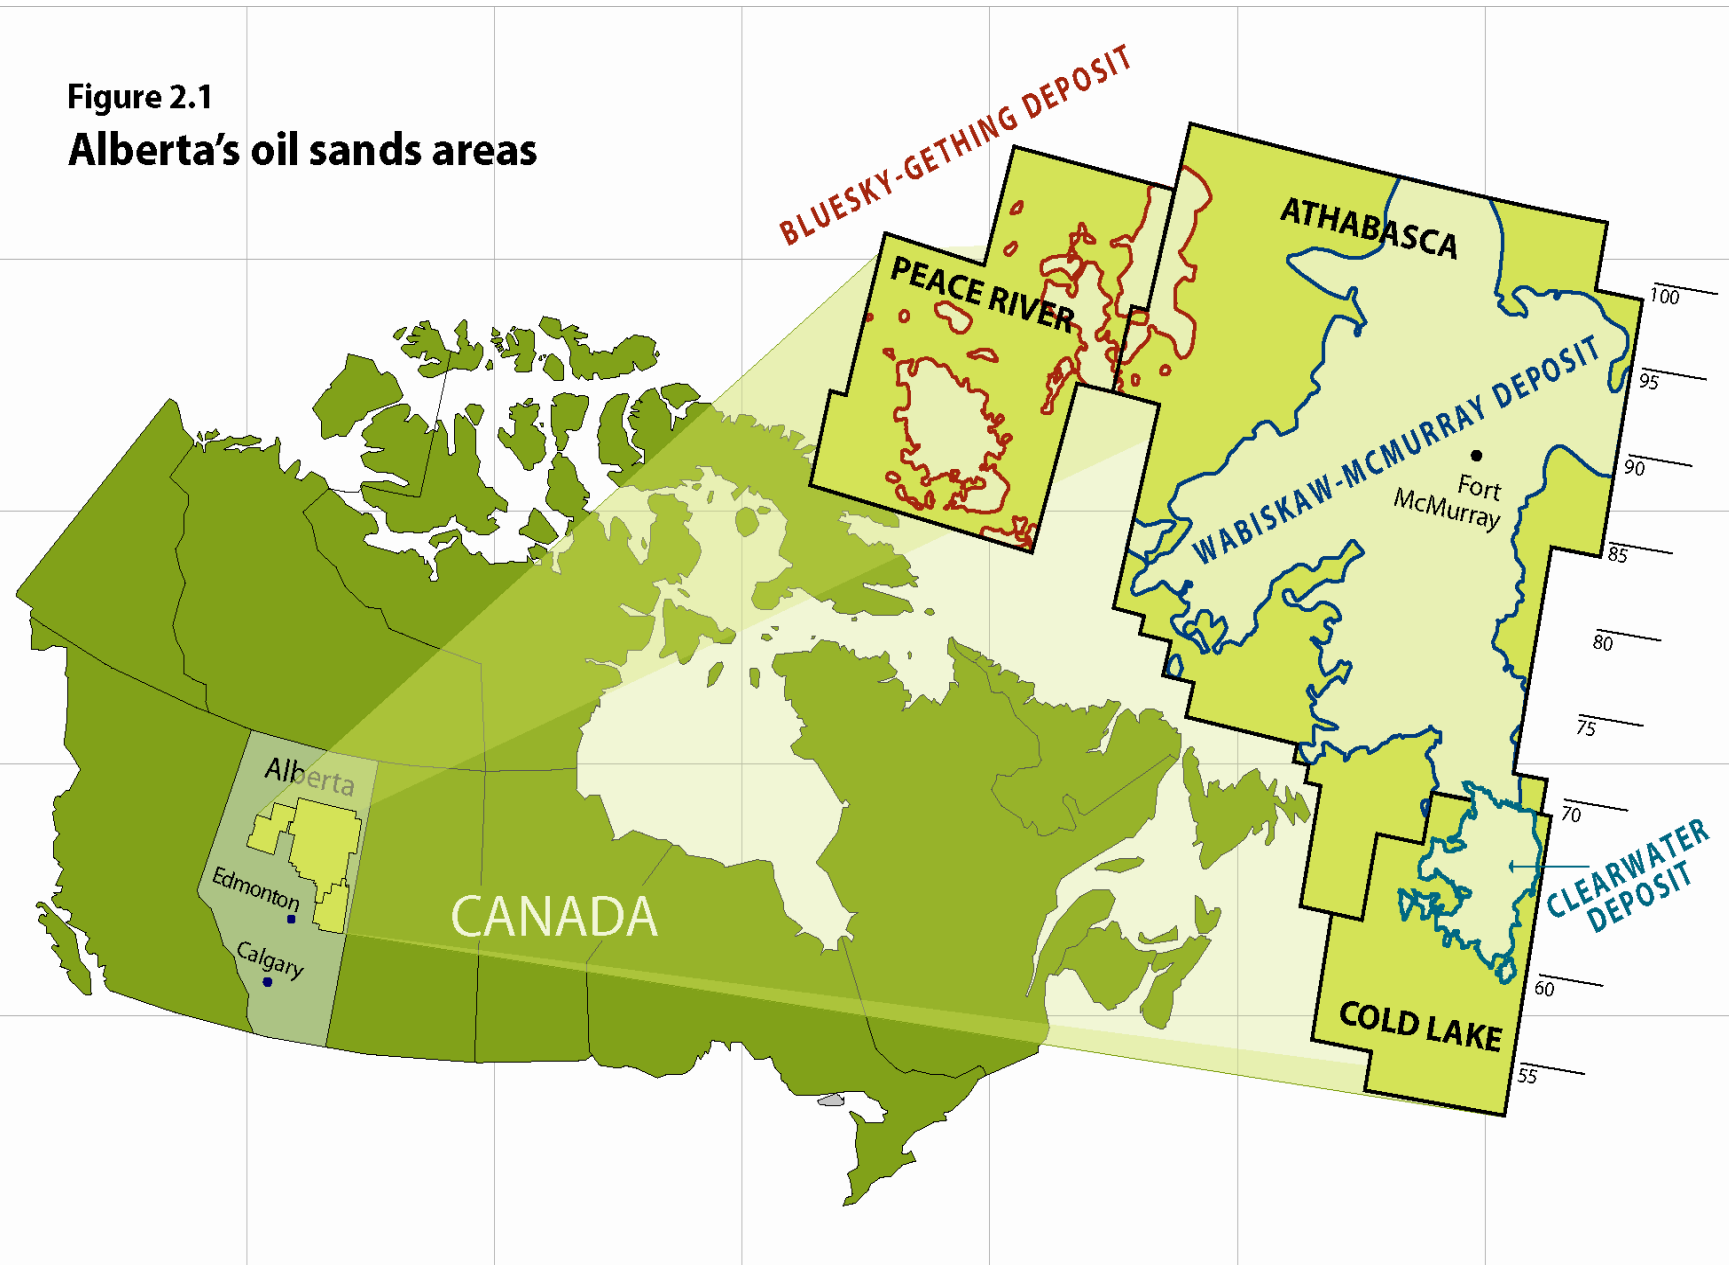 Figure 2.1
Alberta's oil sands areas
BLUESKY-GETHING DEPOSIT
PEACE RIVER
ATHABASCA
WABISKAW-MCMURRAY DEPOSIT
Fort
McMurray
100
95
90
85
80
75
70
60
55
CLEARWATER
DEPOSIT
COLD LAKE
Alberta
Edmonton
Calgary
CANADA